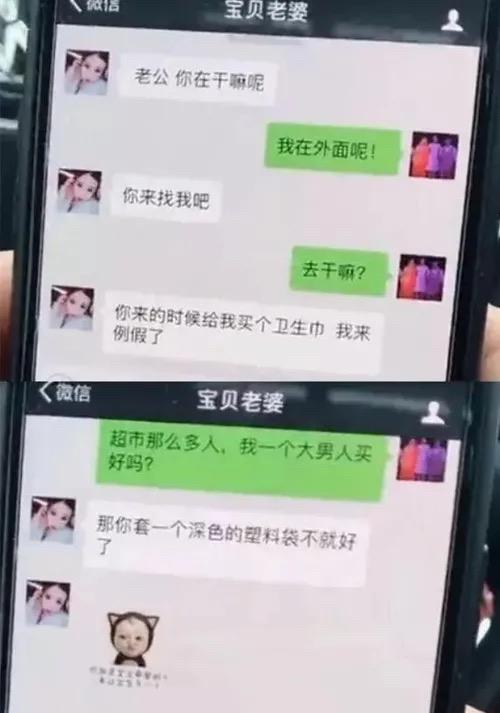 微信
宝贝老婆
老公 你在干嘛呢
我在外面呢！
你来找我吧
去干嘛？
你来的时候给我买个卫生巾 我来
例假了
微信
宝贝老婆
超市那么多人，我一个大男人买
好吗？
那你套一个深色的塑料袋不就好
了